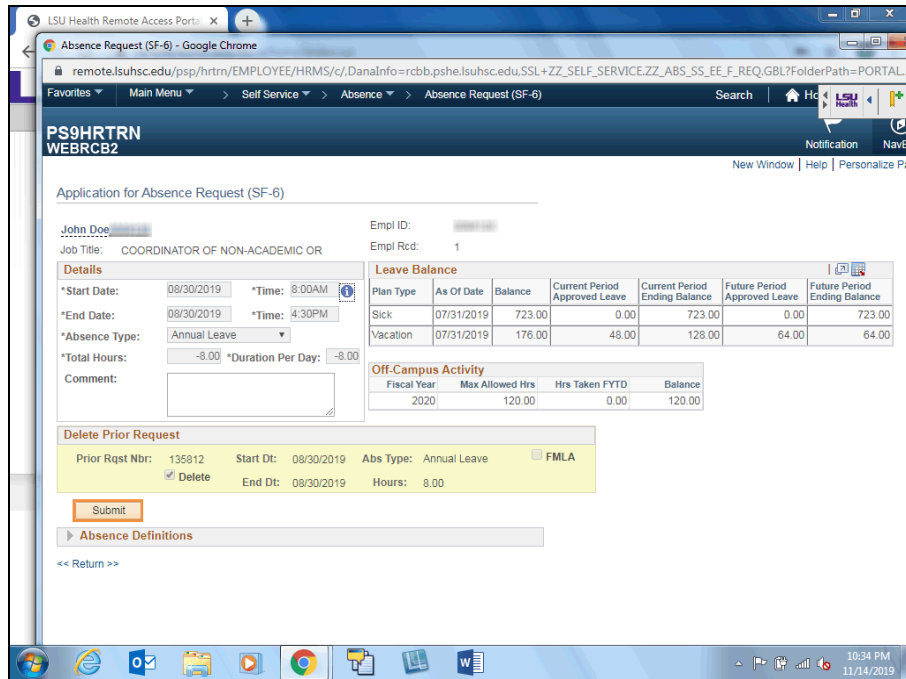 LSU Health Remote Access Porta
Absence Request (SF-6) - Google Chrome
remote.lsuhsc.edu/psp/hrtrn/EMPLOYEE/HRMS/c/,DanaInfo=rcbb.pshe.lsuhsc.edu,SSL+ZZ_SELF_SERVICE.ZZ_ABS_SS_EE_F_REQ.GBL?FolderPath=PORTAL...
Favorites Main Menu > Self Service > Absence > Absence Request (SF-6) Search Ho LSU Health
PS9HRTRN
WEBRCB2
Notification NavB
New Window | Help | Personalize Pa
Application for Absence Request (SF-6)
John Doe Empl ID:
Job Title: COORDINATOR OF NON-ACADEMIC OR Empl Rcd: 1
Details
*Start Date: 08/30/2019 *Time: 8:00AM
*End Date: 08/30/2019 *Time: 4:30PM
*Absence Type: Annual Leave
*Total Hours: -8.00 *Duration Per Day: -8.00
Comment:
Leave Balance
Plan Type As Of Date Balance Current Period Approved Leave Current Period Ending Balance Future Period Approved Leave Future Period Ending Balance
Sick 07/31/2019 723.00 0.00 723.00 0.00 723.00
Vacation 07/31/2019 176.00 48.00 128.00 64.00 64.00
Off-Campus Activity
Fiscal Year Max Allowed Hrs Hrs Taken FYTD Balance
2020 120.00 0.00 120.00
Delete Prior Request
Prior Rqst Nbr: 135812 Start Dt: 08/30/2019 Abs Type: Annual Leave FMLA
Delete End Dt: 08/30/2019 Hours: 8.00
Submit
Absence Definitions
<< Return >>
10:34 PM
11/14/2019